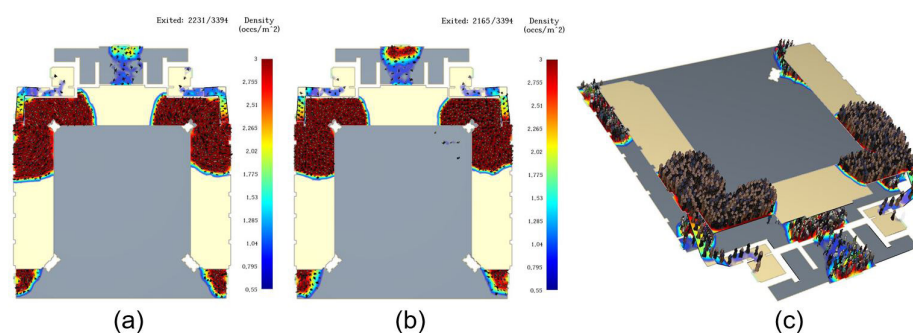 Exited: 2231/3394
Density
(occs/m^2)
3
2,755
2.51
2,265
2.02
1,775
1.53
1,285
1.04
0.795
0.55
(a)
Exited: 2165/3394
Density
(occs/m^2)
3
2,755
2.51
2,265
2.02
1,775
1.53
1,285
1.04
0.795
0.55
(b)
(c)